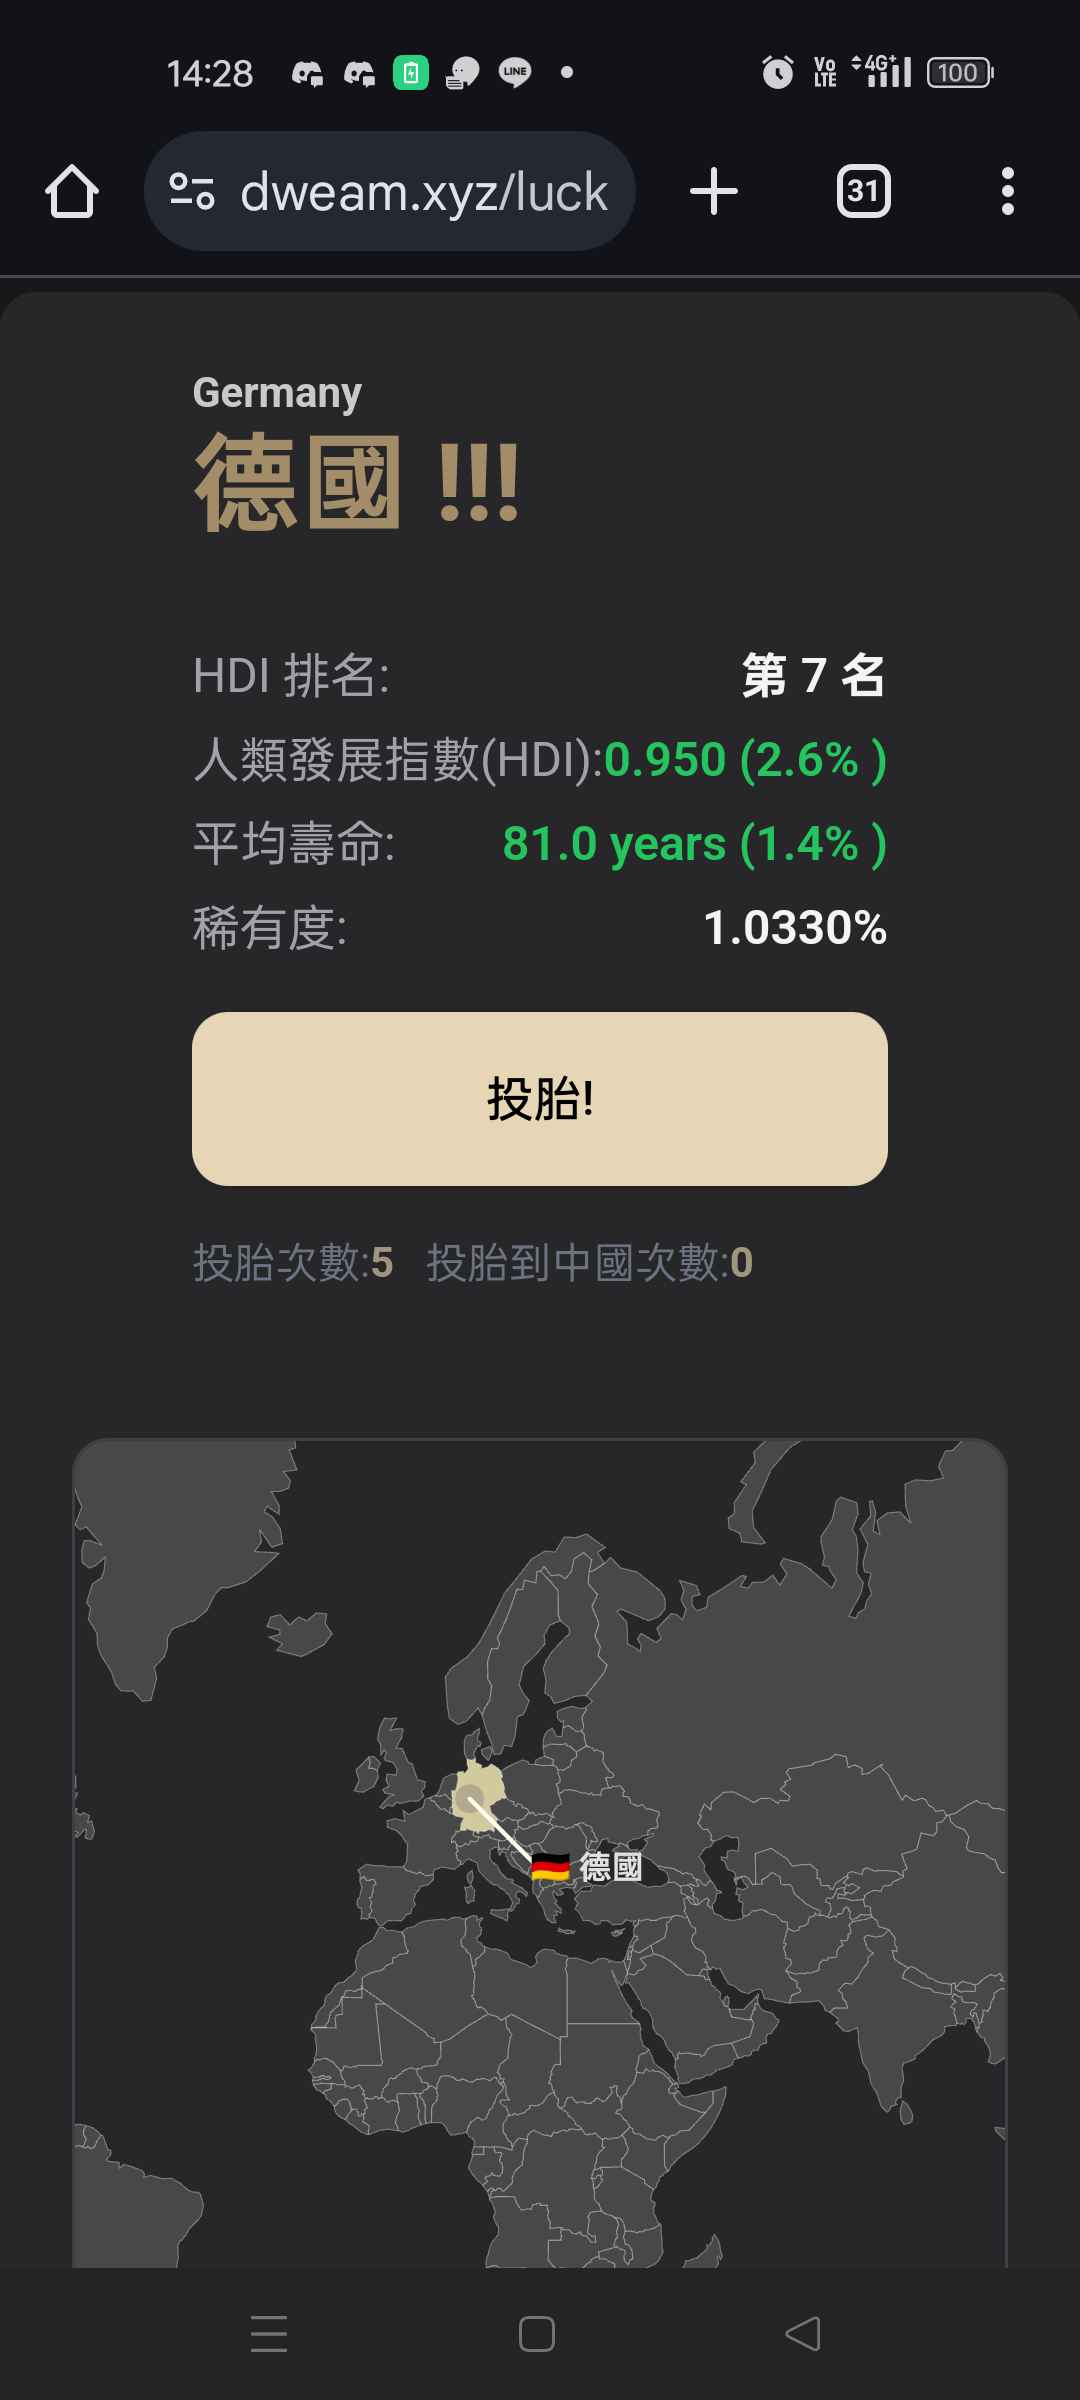 14:28
LINE
Vo LTE
4G+
100
dweam.xyz/luck
31
Germany
德國 !!!
HDI 排名: 第 7 名
人類發展指數(HDI):0.950 (2.6% )
平均壽命: 81.0 years (1.4% )
稀有度: 1.0330%
投胎!
投胎次數:5 投胎到中國次數:0
德國